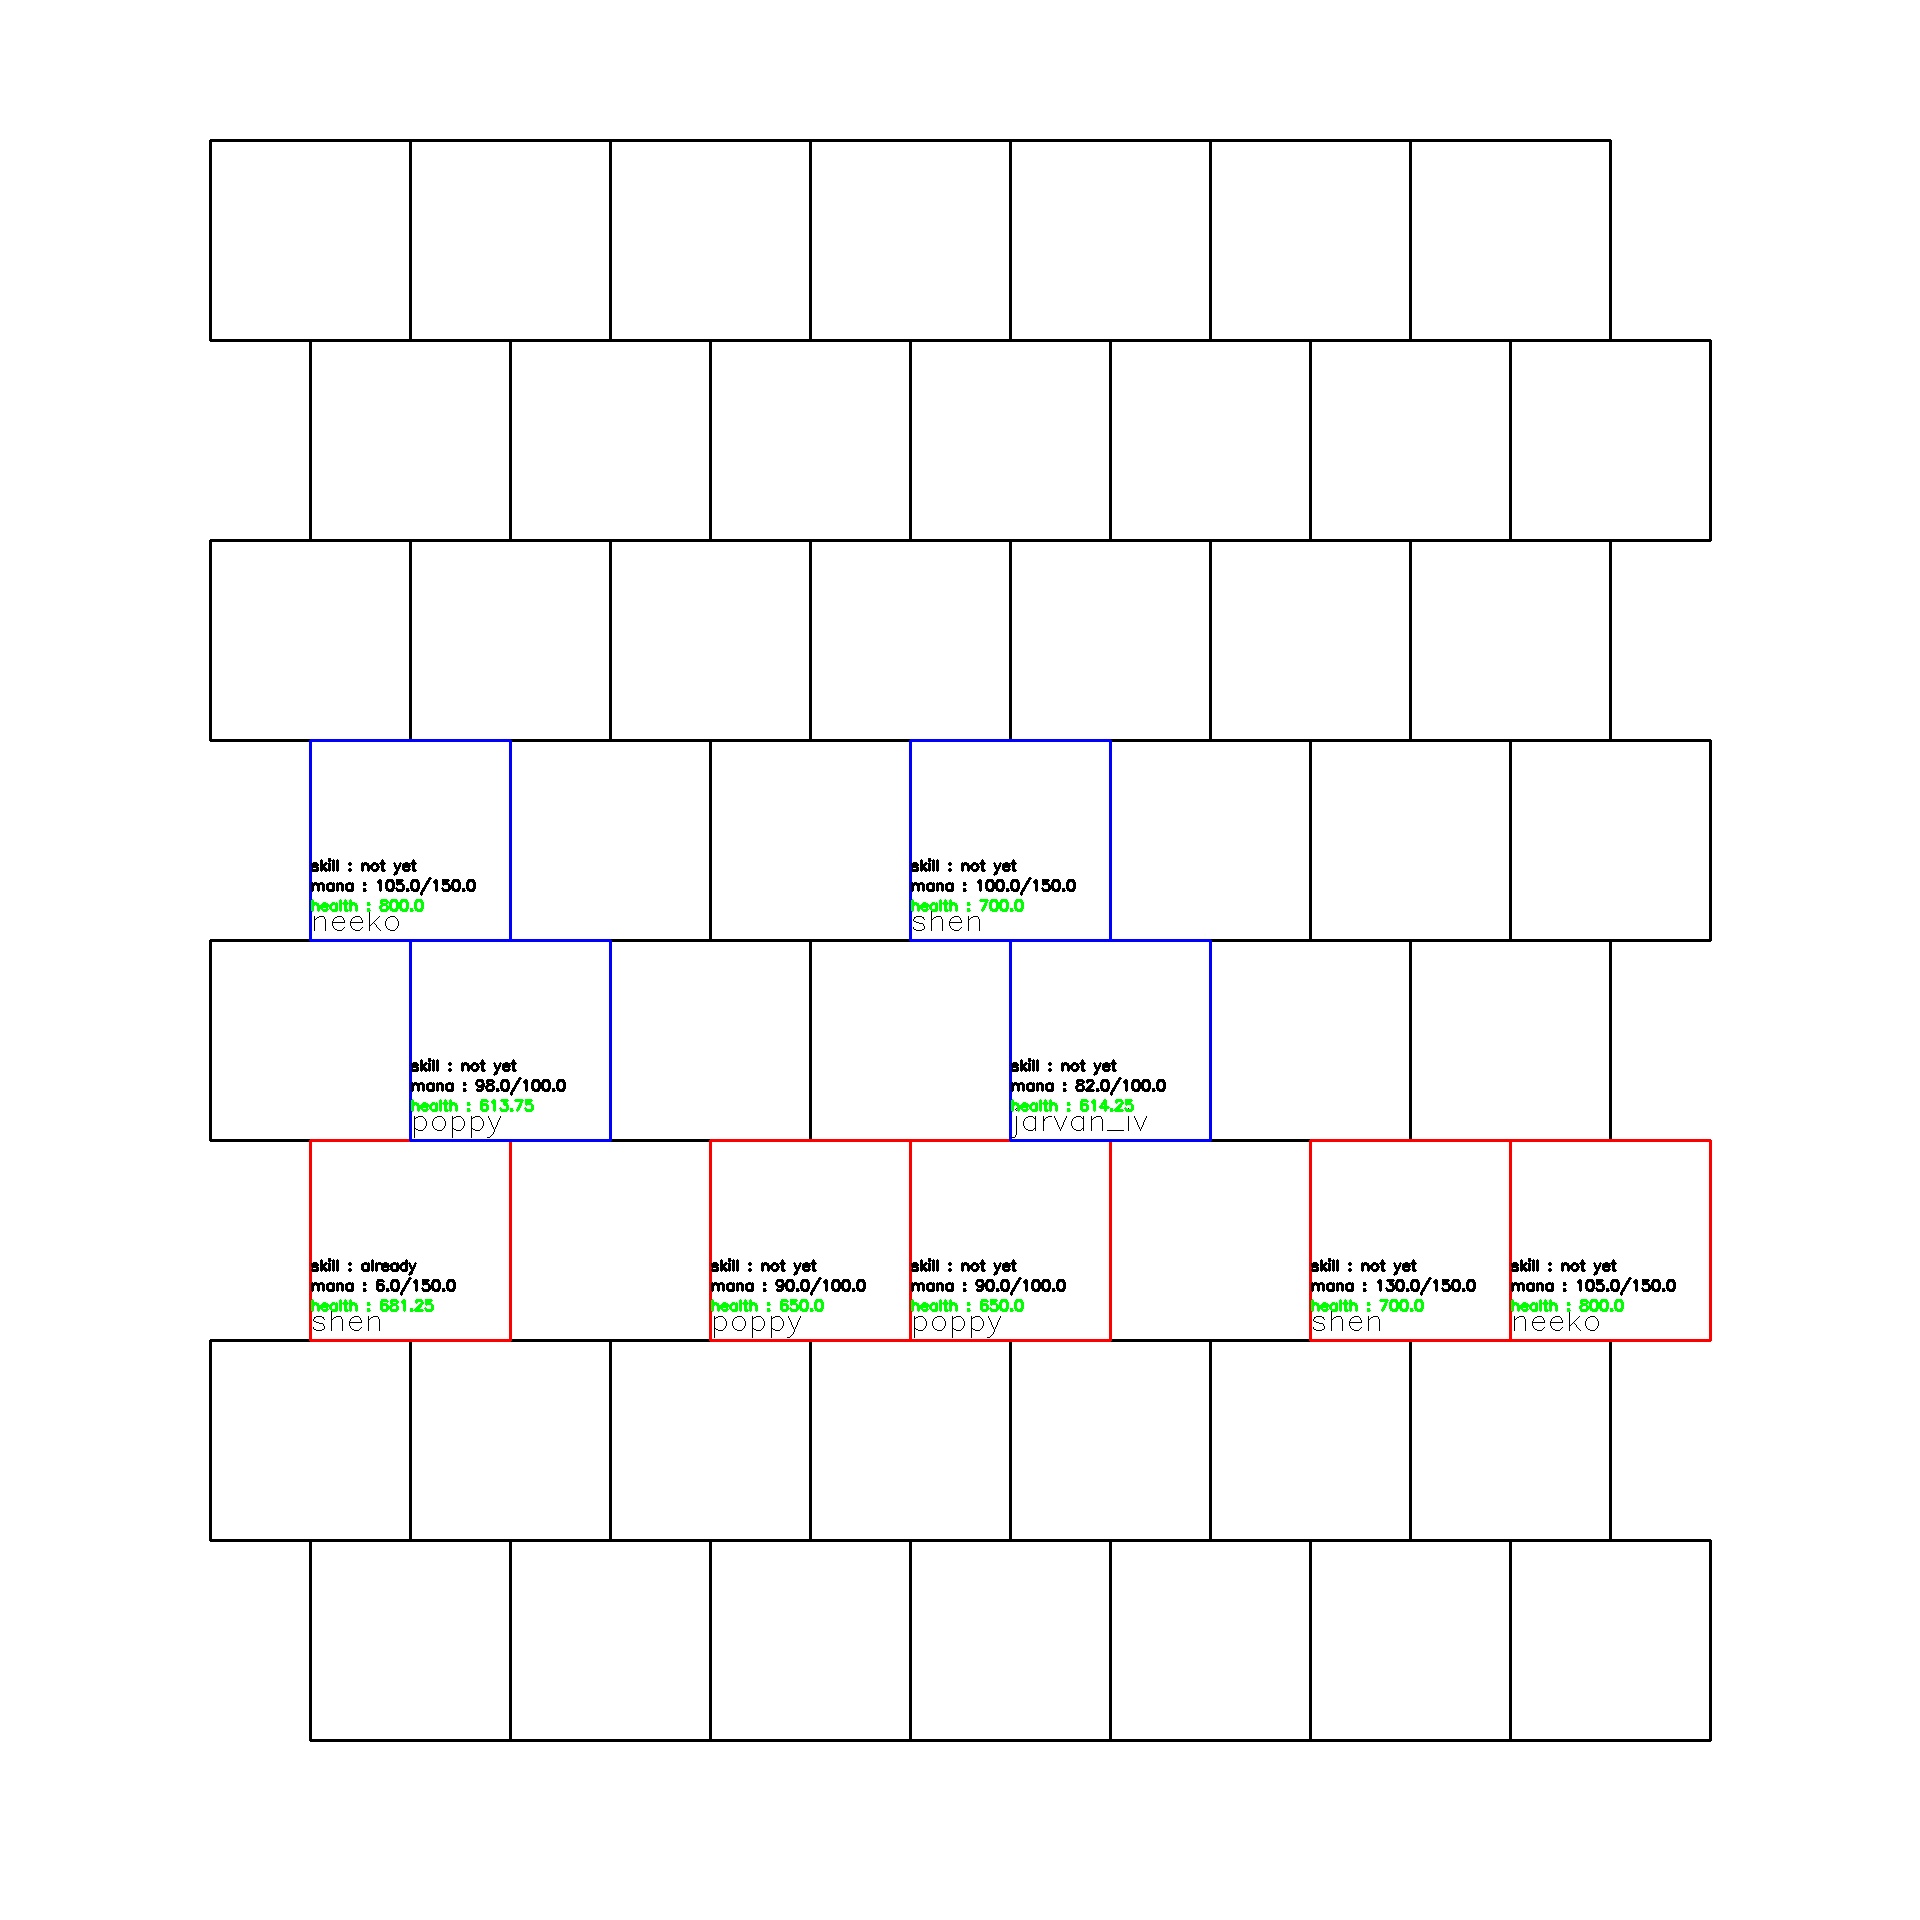 skill : not yet
mana : 105.0/150.0
health : 800.0
neeko
skill : not yet
mana : 100.0/150.0
health : 700.0
shen
skill : not yet
mana : 98.0/100.0
health : 613.75
poppy
skill : not yet
mana : 82.0/100.0
health : 614.25
jarvan_iv
skill : already
mana : 6.0/150.0
health : 681.25
shen
skill : not yet
mana : 90.0/100.0
health : 650.0
poppy
skill : not yet
mana : 90.0/100.0
health : 650.0
poppy
skill : not yet
mana : 130.0/150.0
health : 700.0
shen
skill : not yet
mana : 105.0/150.0
health : 800.0
neeko